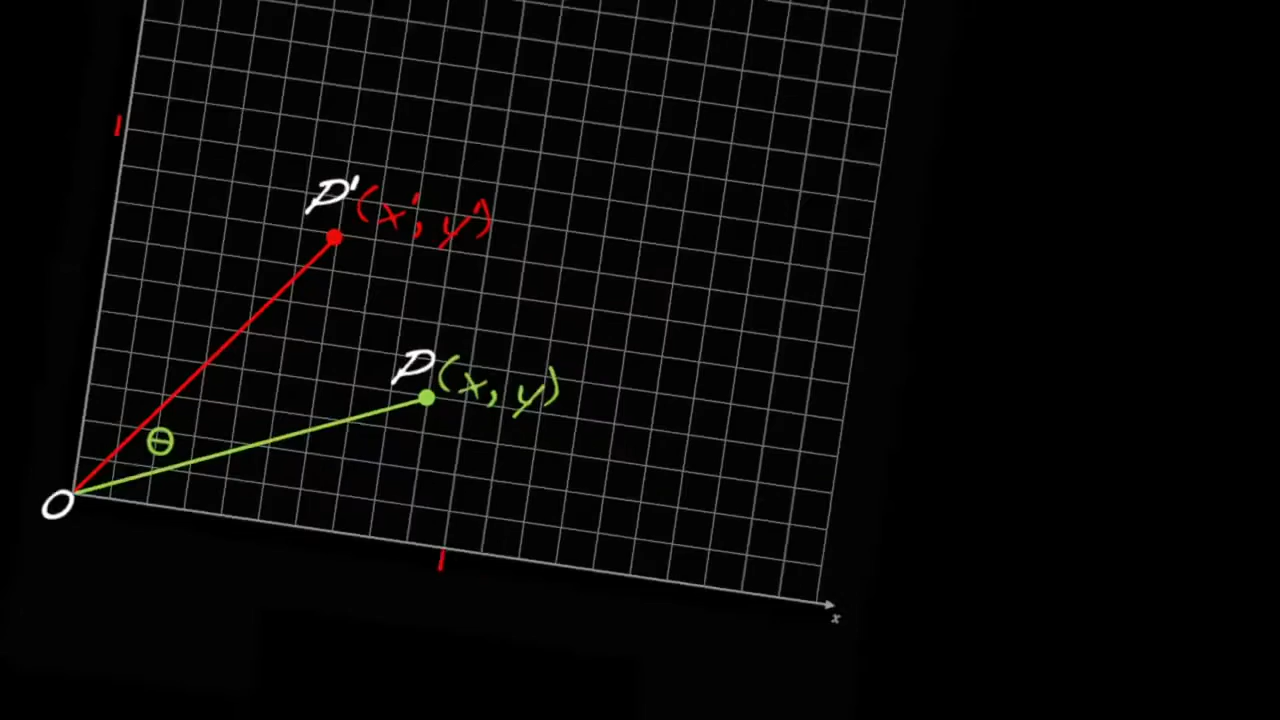 1
P'(x', y')
P(x, y)
θ
O
1
x